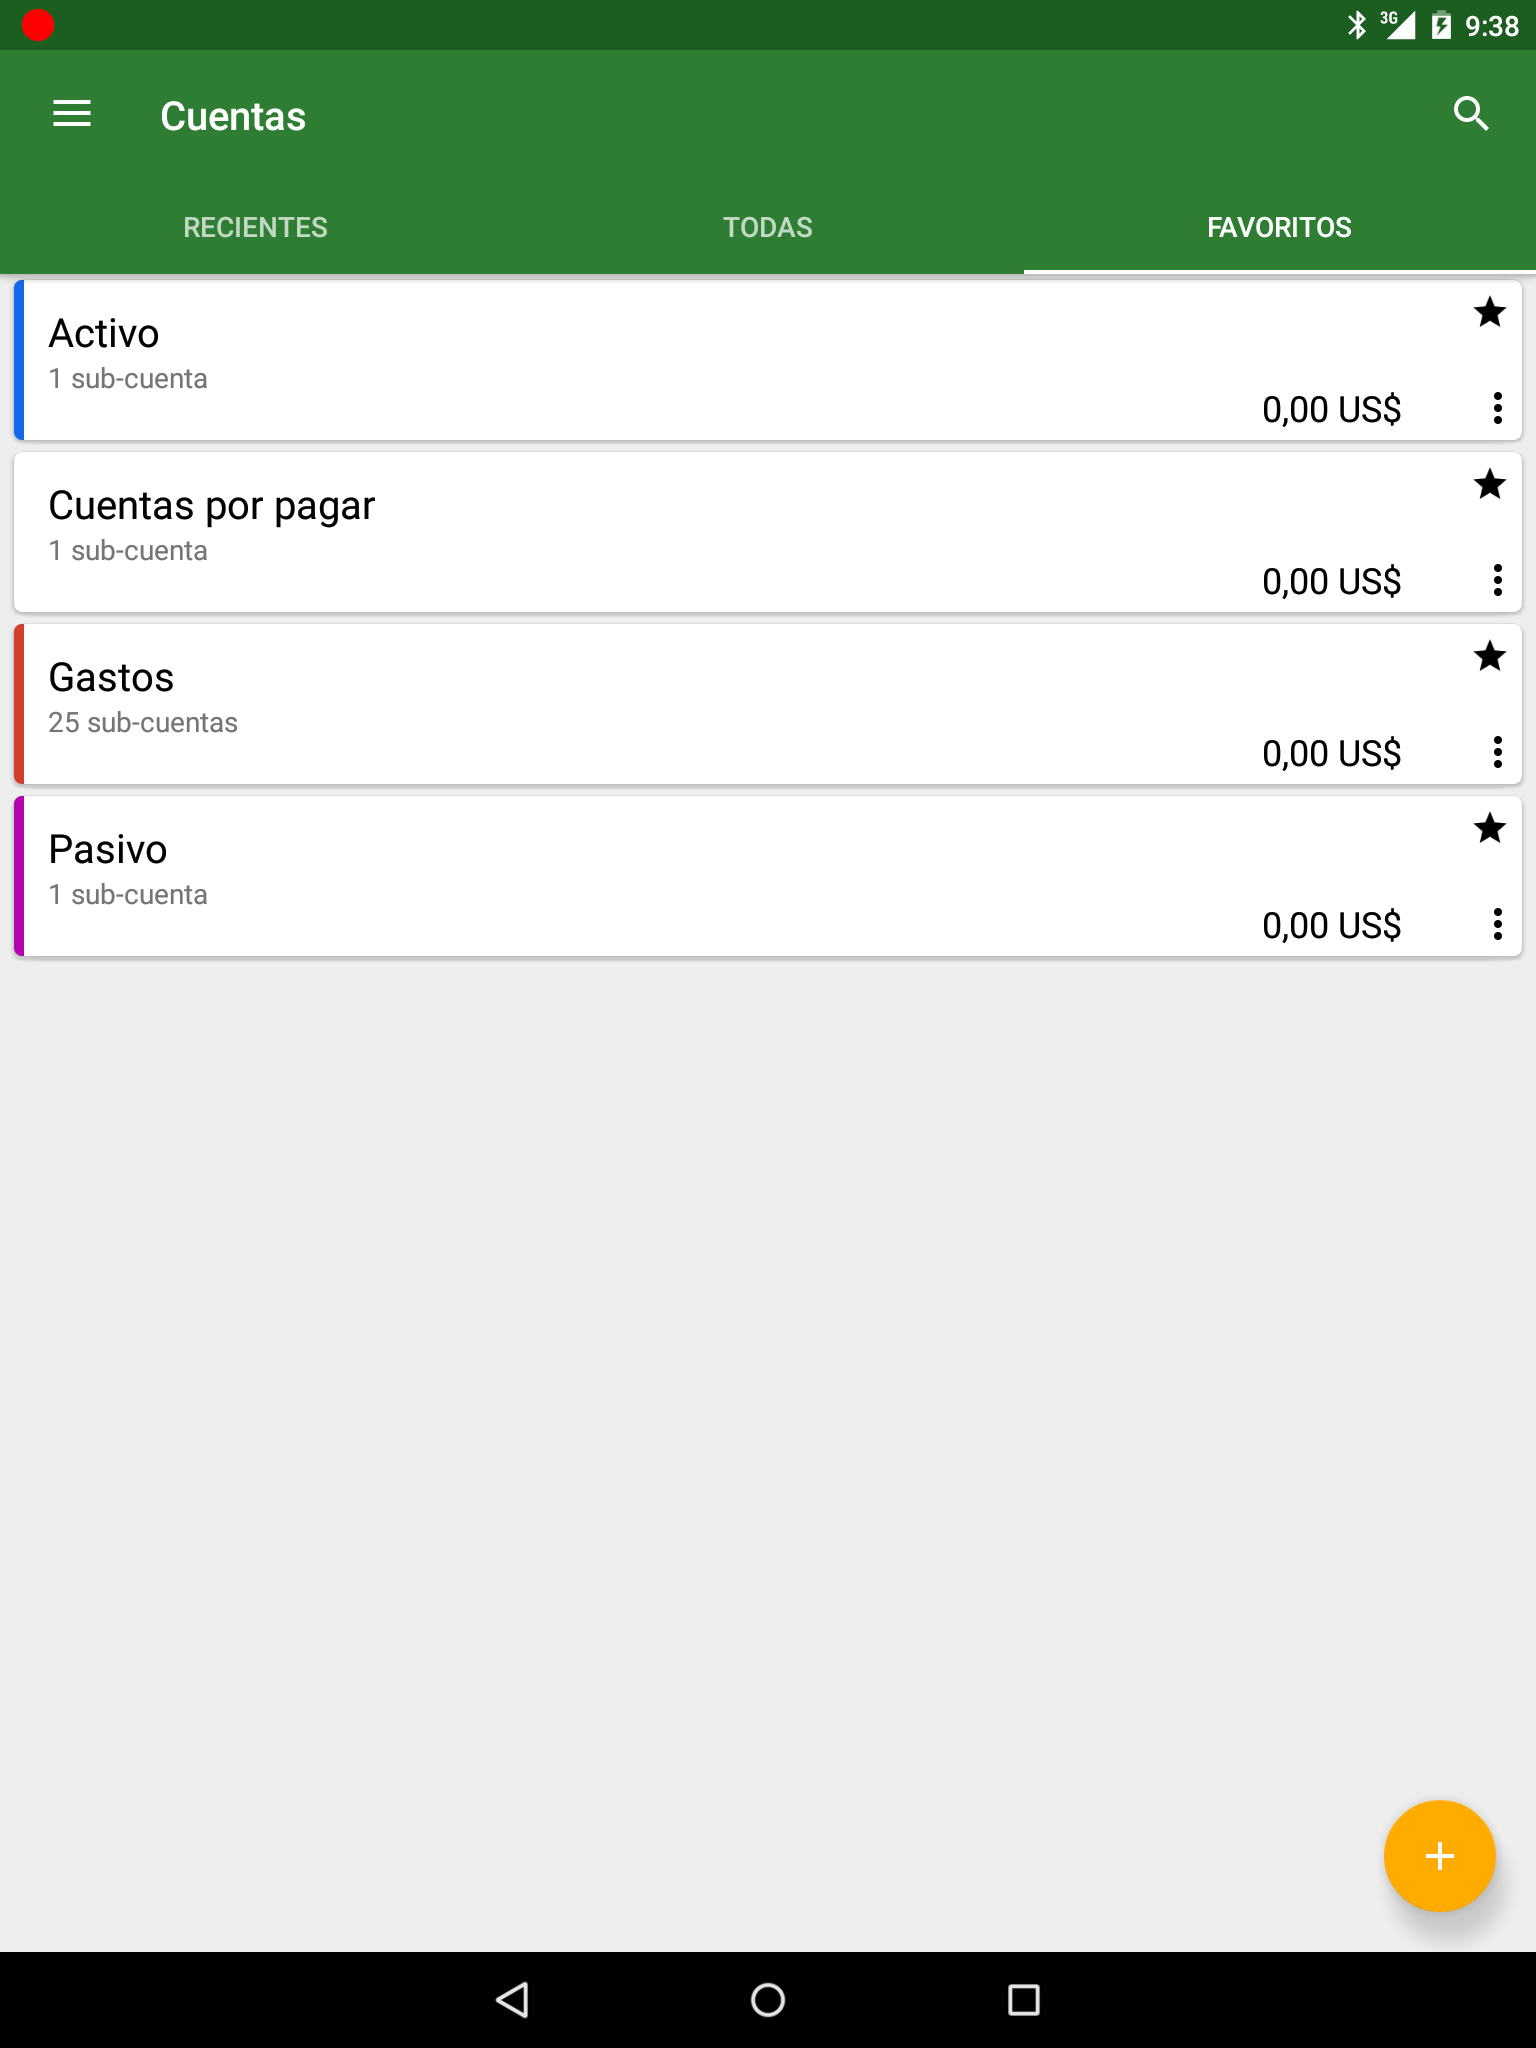 3G 9:38
Cuentas
RECIENTES TODAS FAVORITOS
Activo
1 sub-cuenta
0,00 US$
Cuentas por pagar
1 sub-cuenta
0,00 US$
Gastos
25 sub-cuentas
0,00 US$
Pasivo
1 sub-cuenta
0,00 US$